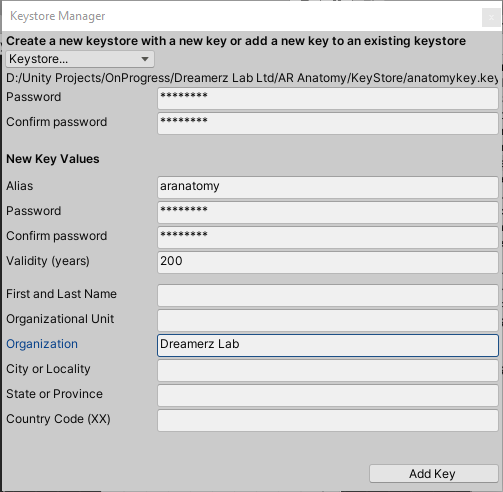 Keystore Manager
Create a new keystore with a new key or add a new key to an existing keystore
Keystore...
D:/Unity Projects/OnProgress/Dreamerz Lab Ltd/AR Anatomy/KeyStore/anatomykey.key
Password ********
Confirm password ********
New Key Values
Alias aranatomy
Password ********
Confirm password ********
Validity (years) 200
First and Last Name
Organizational Unit
Organization Dreamerz Lab
City or Locality
State or Province
Country Code (XX)
Add Key